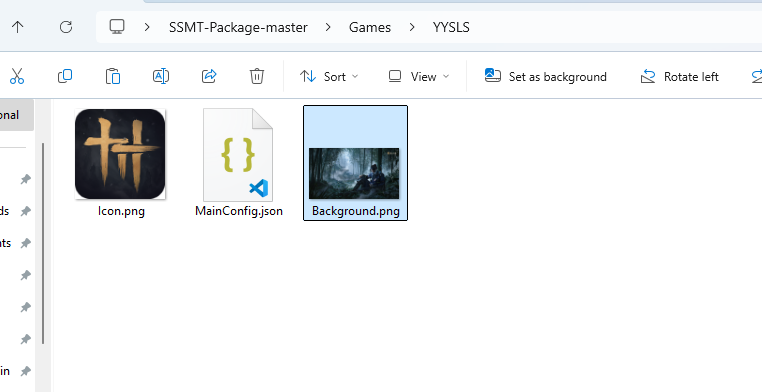 SSMT-Package-master > Games > YYSLS
Sort
View
Set as background
Rotate left
onal
Icon.png
MainConfig.json
Background.png
ds
nts
in